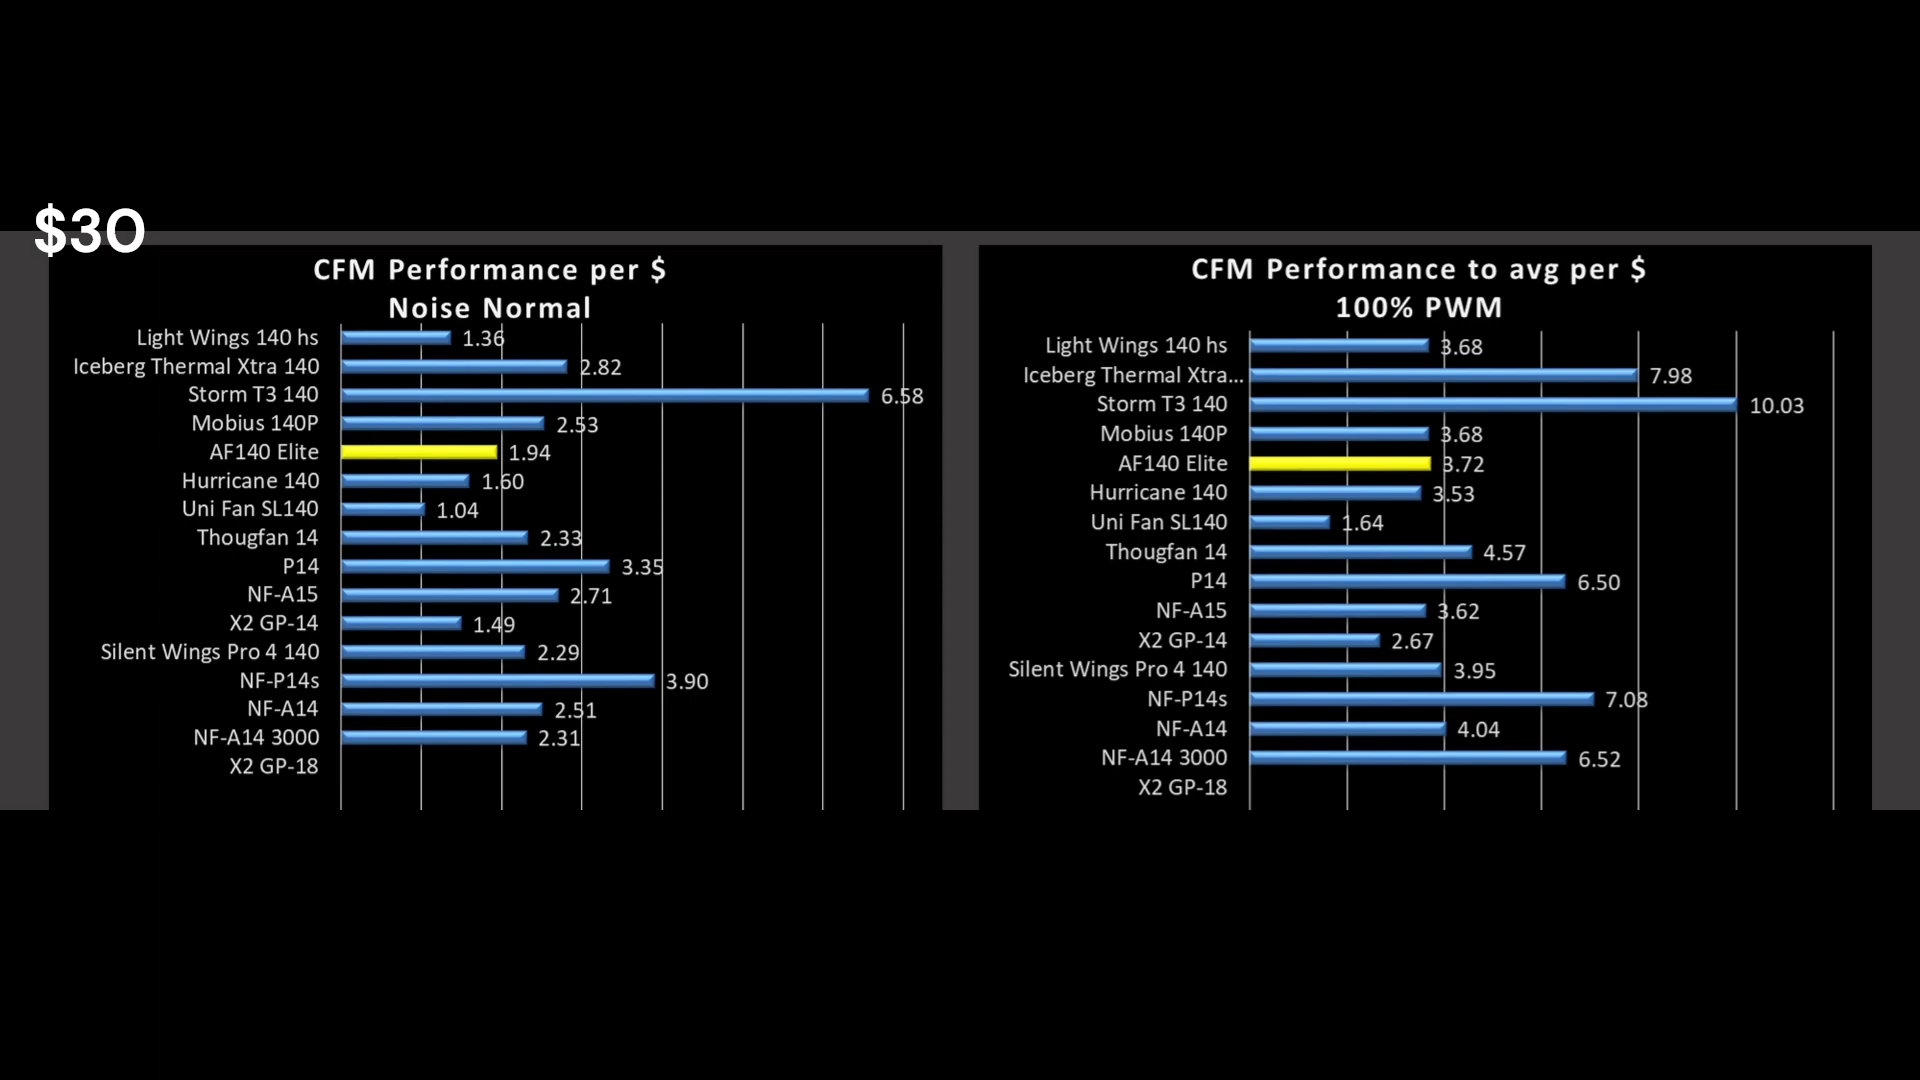 $30
CFM Performance per $
Noise Normal
Light Wings 140 hs 1.36
Iceberg Thermal Xtra 140 2.82
Storm T3 140 6.58
Mobius 140P 2.53
AF140 Elite 1.94
Hurricane 140 1.60
Uni Fan SL140 1.04
Thougfan 14 2.33
P14 3.35
NF-A15 2.71
X2 GP-14 1.49
Silent Wings Pro 4 140 2.29
NF-P14s 3.90
NF-A14 2.51
NF-A14 3000 2.31
X2 GP-18
CFM Performance to avg per $
100% PWM
Light Wings 140 hs 3.68
Iceberg Thermal Xtra... 7.98
Storm T3 140 10.03
Mobius 140P 3.68
AF140 Elite 3.72
Hurricane 140 3.53
Uni Fan SL140 1.64
Thougfan 14 4.57
P14 6.50
NF-A15 3.62
X2 GP-14 2.67
Silent Wings Pro 4 140 3.95
NF-P14s 7.08
NF-A14 4.04
NF-A14 3000 6.52
X2 GP-18